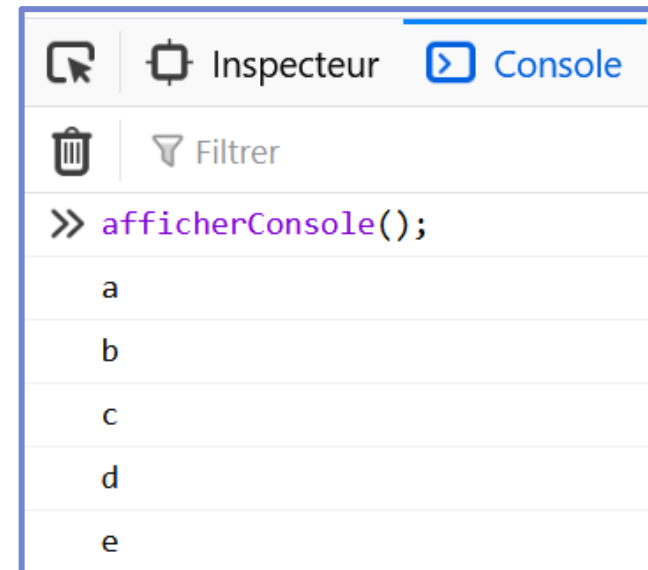 Inspecteur Console
Filtrer
>> afficherConsole();
a
b
c
d
e